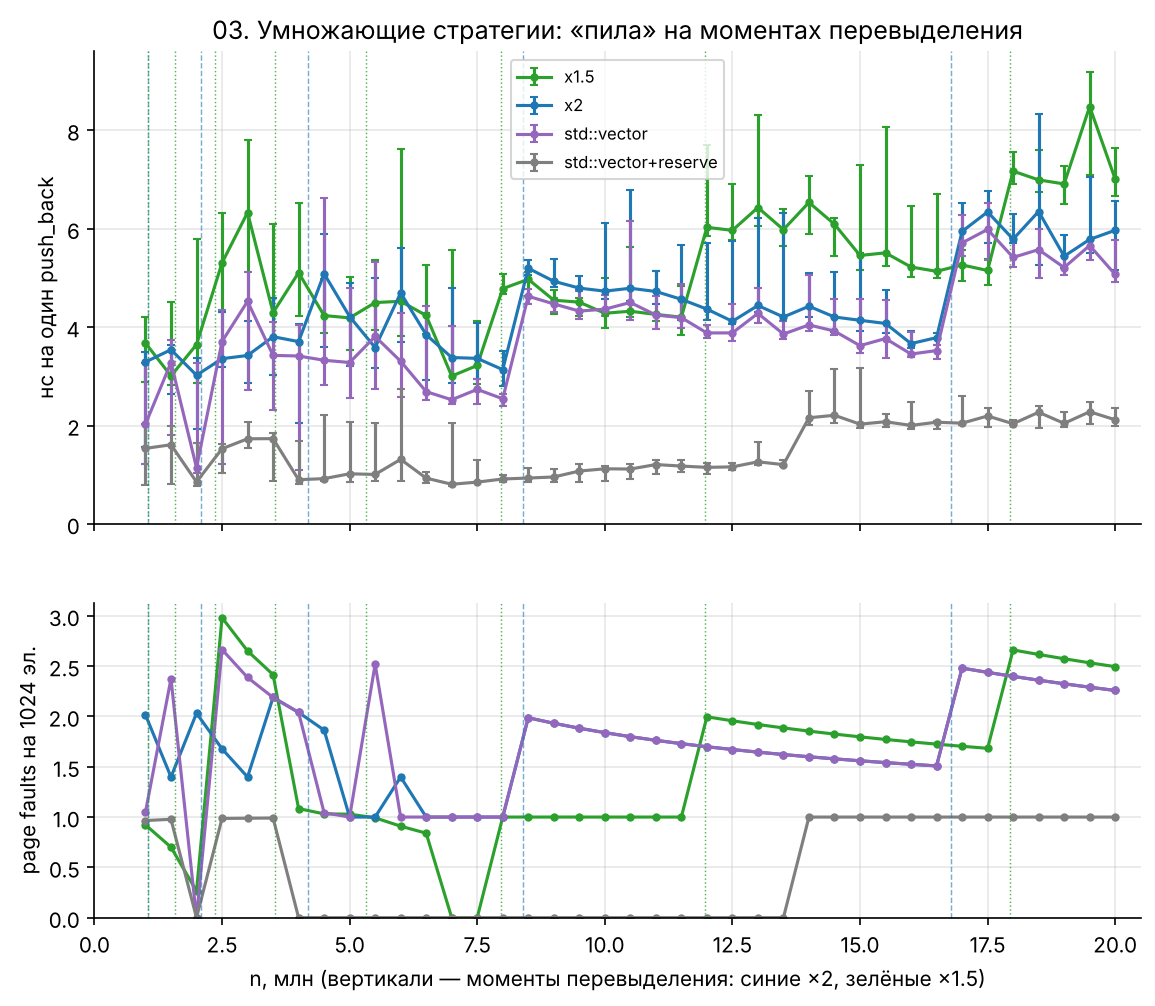 03. Умножающие стратегии: «пила» на моментах перевыделения
нс на один push_back
8
6
4
2
0
x1.5
x2
std::vector
std::vector+reserve
page faults на 1024 эл.
3.0
2.5
2.0
1.5
1.0
0.5
0.0
0.0 2.5 5.0 7.5 10.0 12.5 15.0 17.5 20.0
n, млн (вертикали — моменты перевыделения: синие ×2, зелёные ×1.5)